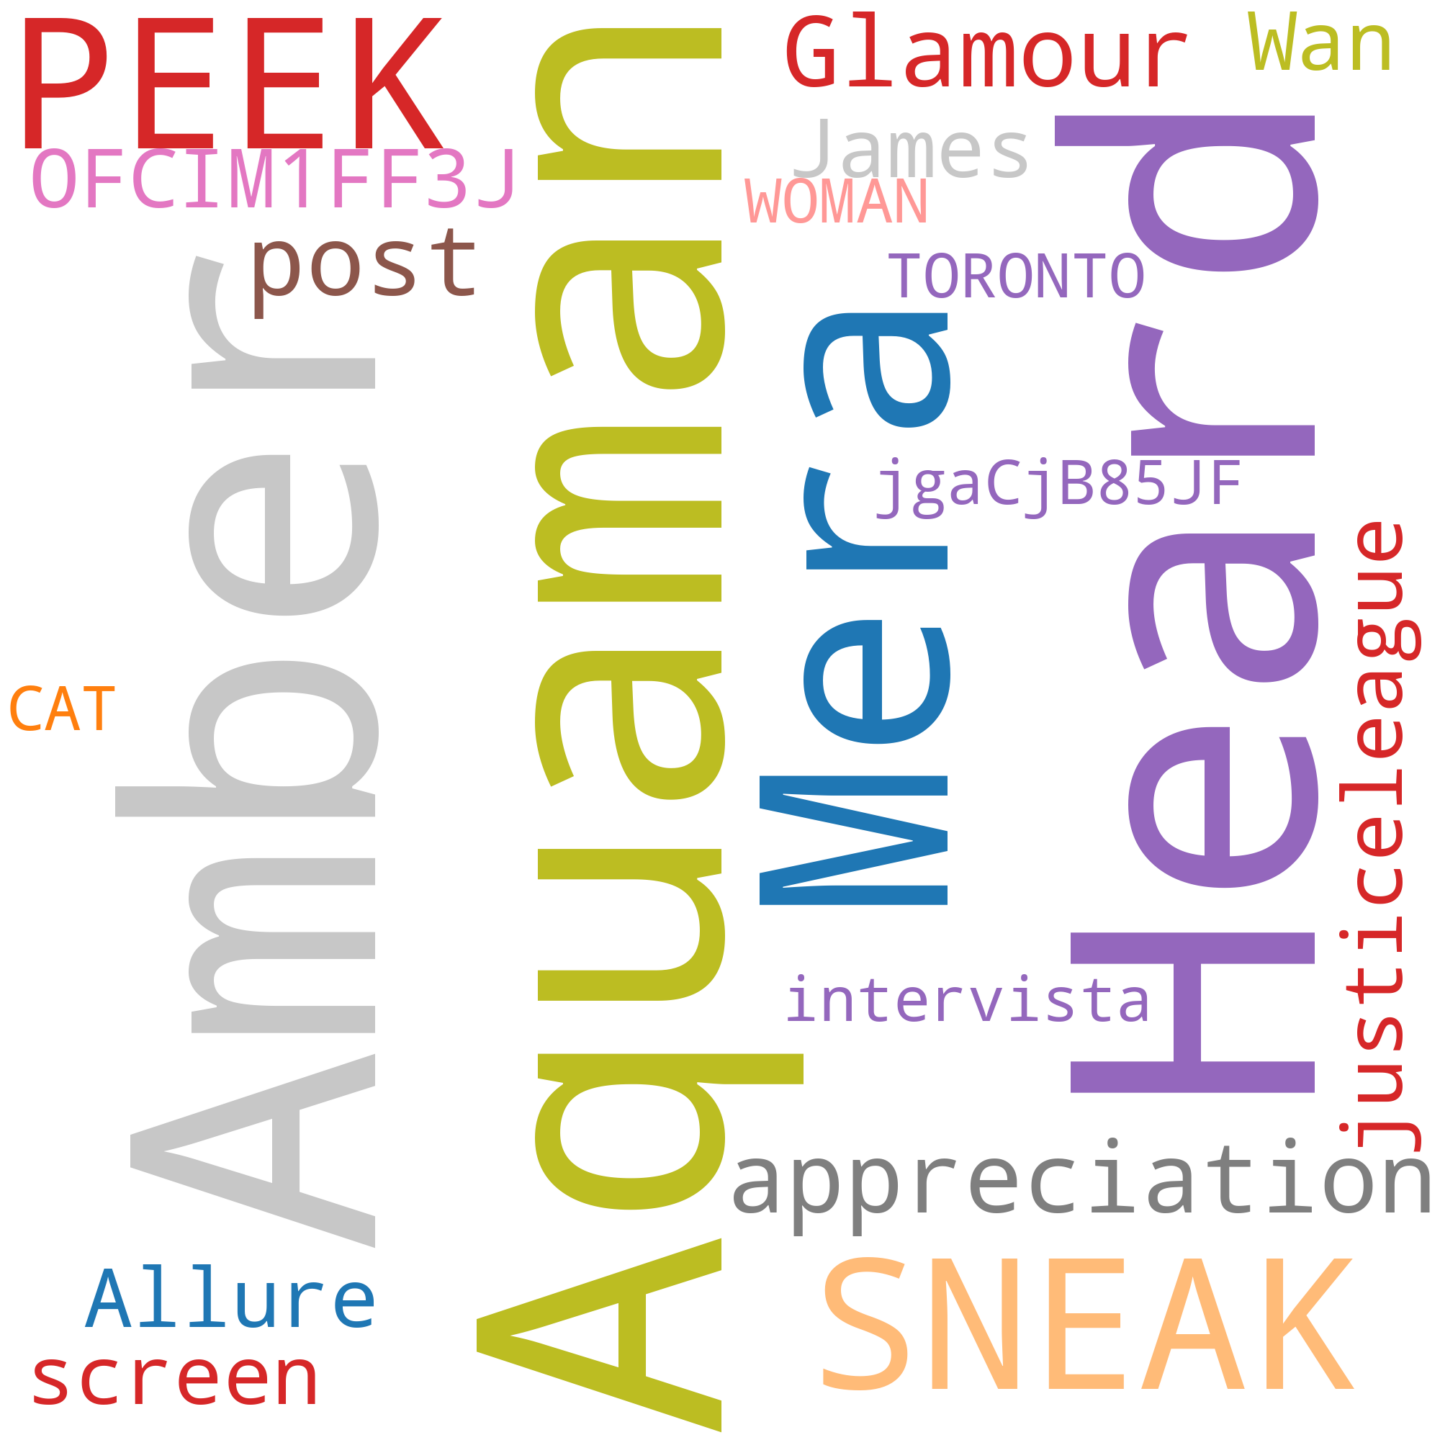 PEEK
Glamour
Wan
OFCIM1FF3J
James
WOMAN
post
TORONTO
Amber
Aquaman
Mera
Heard
jgaCjB85JF
justiceleague
CAT
intervista
appreciation
Allure
SNEAK
screen